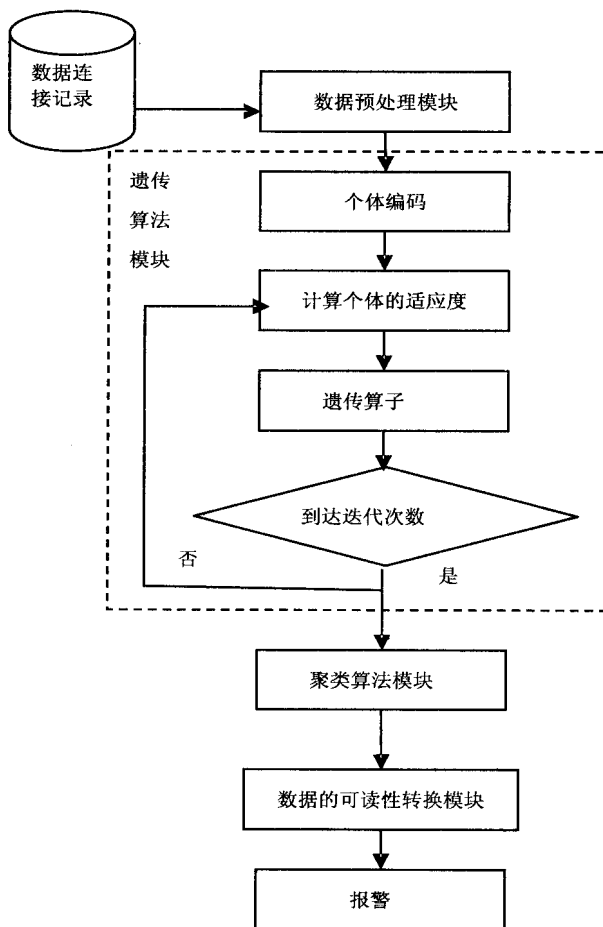 数据连
接记录
数据预处理模块
遗传
算法
模块
个体编码
计算个体的适应度
遗传算子
到达迭代次数
否
是
聚类算法模块
数据的可读性转换模块
报警